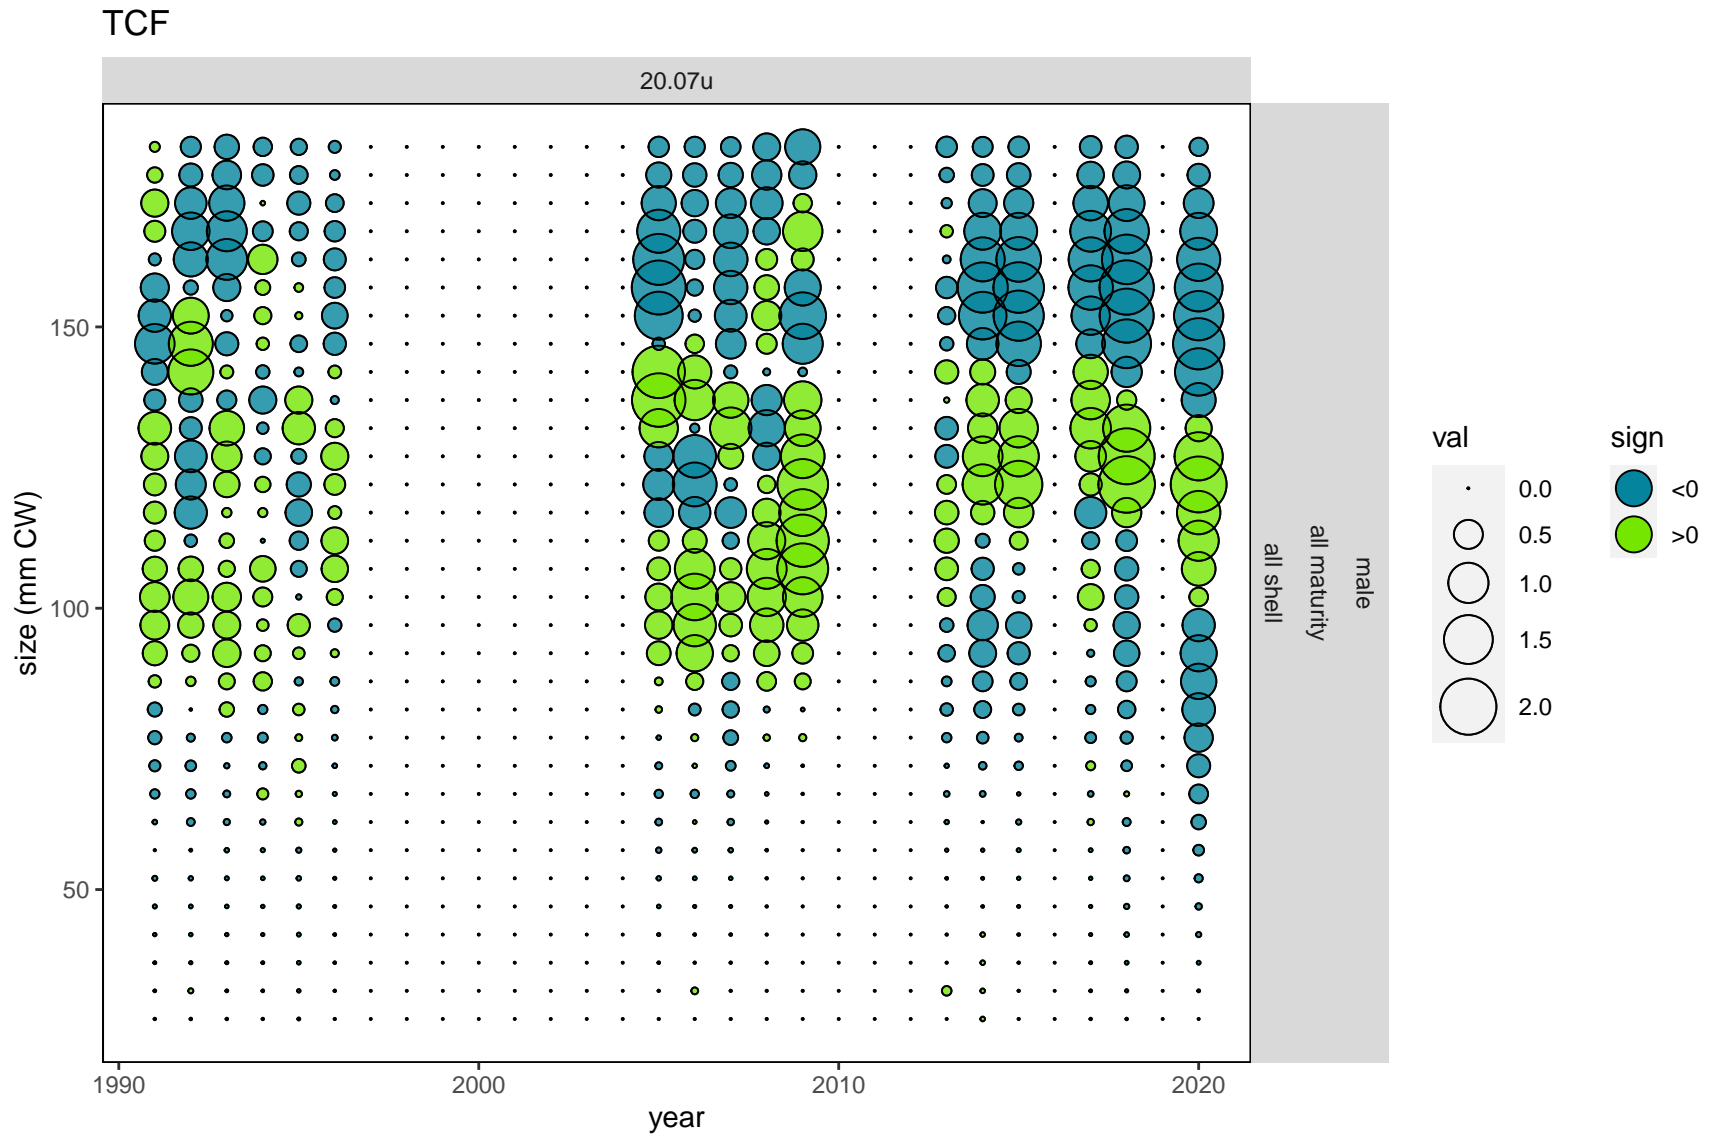 TCF
20.07u
150
100
50
size (mm CW)
1990
2000
2010
2020
year
male
all maturity
all shell
val
0.0
0.5
1.0
1.5
2.0
sign
<0
>0